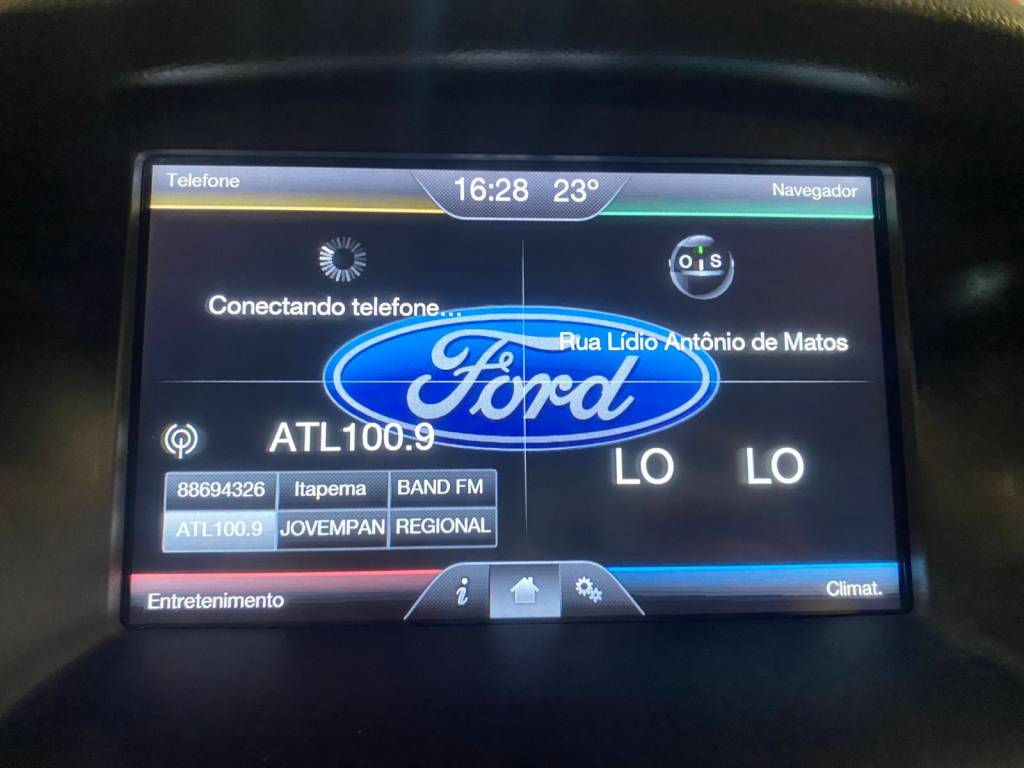 Telefone
16:28 23°
Navegador
O I S
Conectando telefone...
Rua Lídio Antônio de Matos
Ford
ATL100.9
LO LO
88694326 Itapema BAND FM
ATL100.9 JOVEMPAN REGIONAL
Entretenimento
i
Climat.